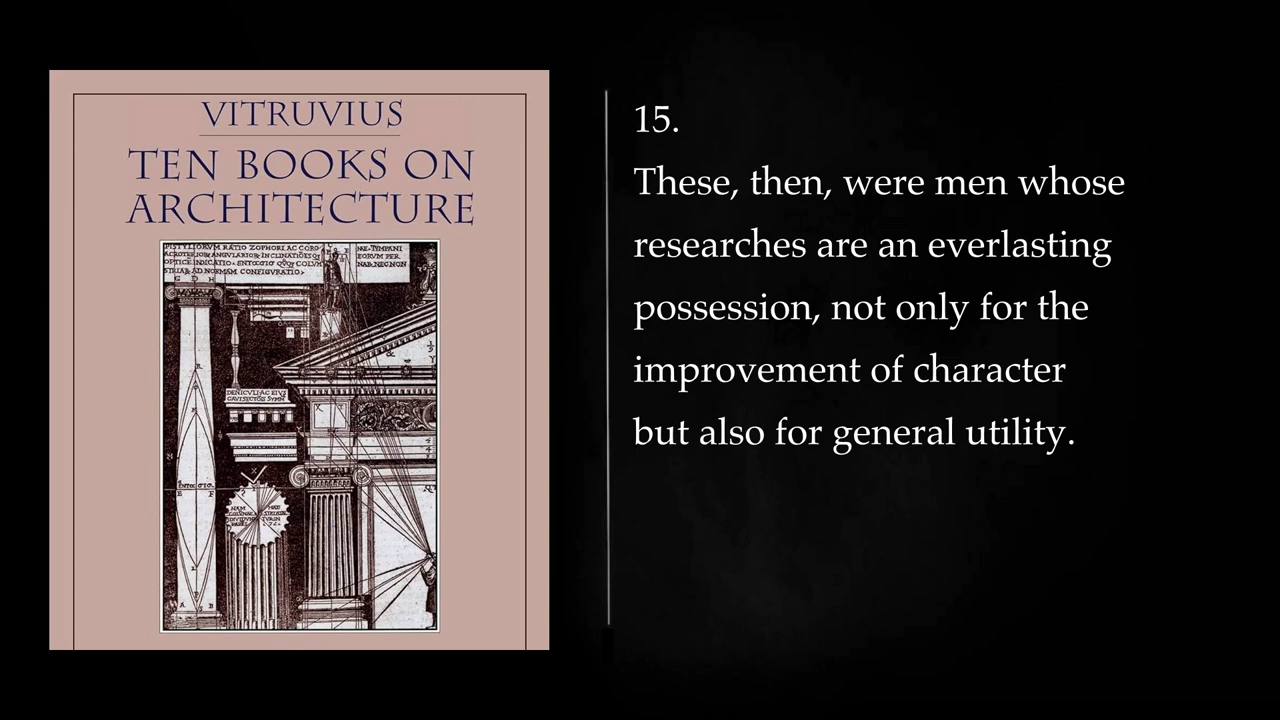 VITRUVIUS
TEN BOOKS ON
ARCHITECTURE
15.
These, then, were men whose
researches are an everlasting
possession, not only for the
improvement of character
but also for general utility.